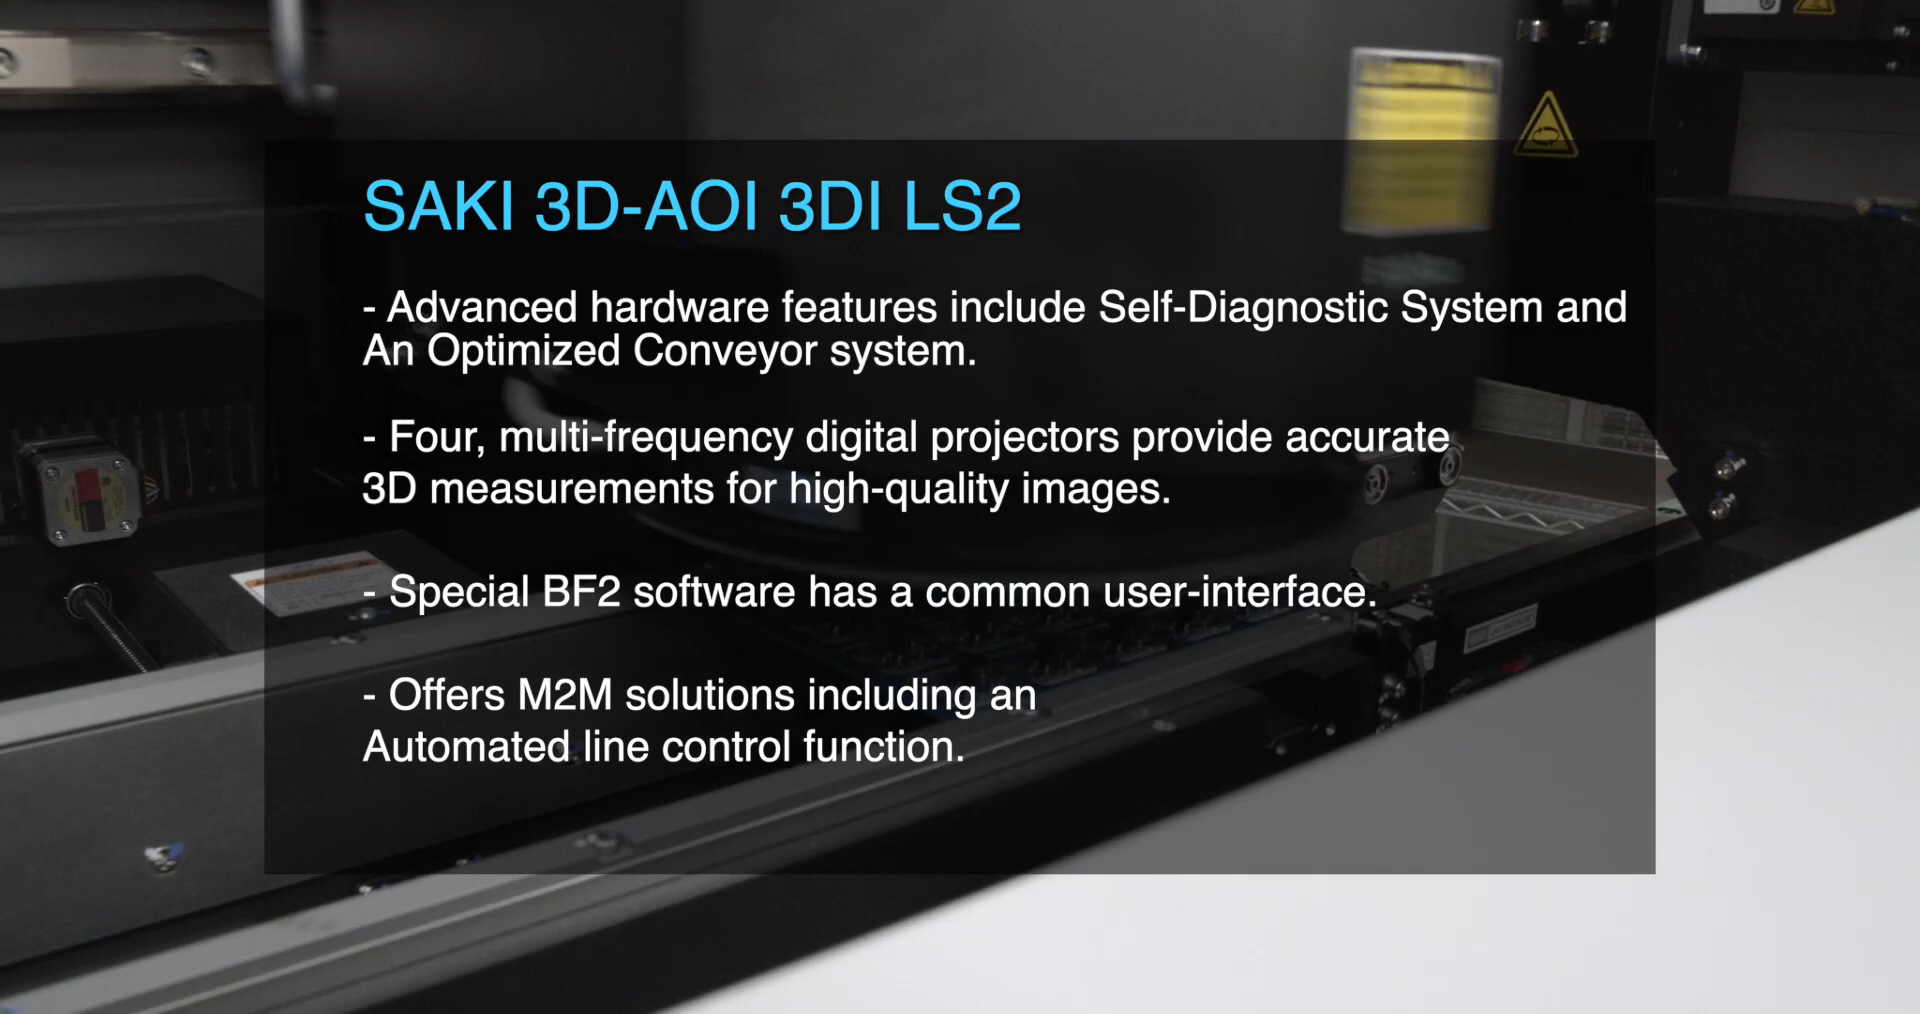 SAKI 3D-AOI 3DI LS2
- Advanced hardware features include Self-Diagnostic System and
An Optimized Conveyor system.
- Four, multi-frequency digital projectors provide accurate
3D measurements for high-quality images.
- Special BF2 software has a common user-interface.
- Offers M2M solutions including an
Automated line control function.